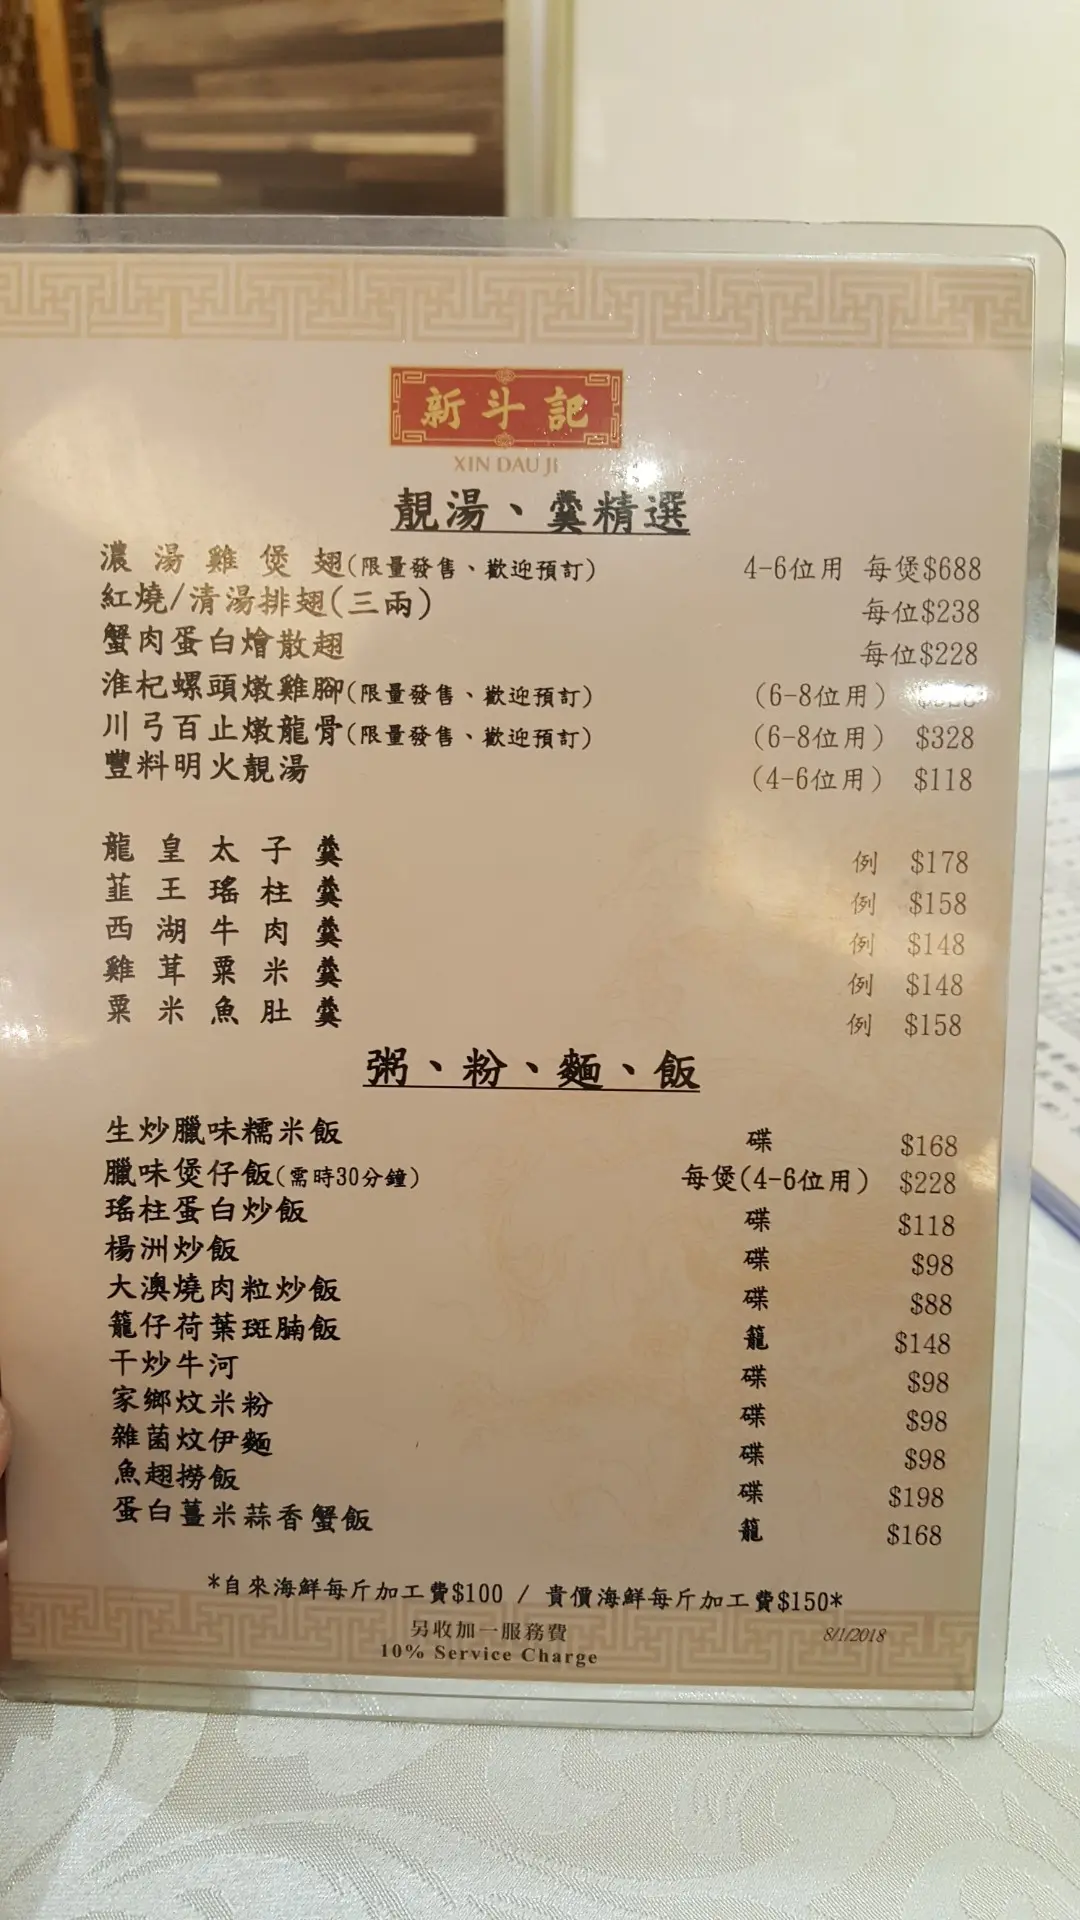 新斗記
XIN DAU JI
靚湯、羹精選
濃湯雞煲翅(限量發售、歡迎預訂) 4-6位用 每煲$688
紅燒/清湯排翅(三兩) 每位$238
蟹肉蛋白燴散翅 每位$228
淮杞螺頭燉雞腳(限量發售、歡迎預訂) (6-8位用)
川弓百止燉龍骨(限量發售、歡迎預訂) (6-8位用) $328
豐料明火靚湯 (4-6位用) $118
龍皇太子羹 例 $178
韮王瑤柱羹 例 $158
西湖牛肉羹 例 $148
雞茸粟米羹 例 $148
粟米魚肚羹 例 $158
粥、粉、麵、飯
生炒臘味糯米飯 碟 $168
臘味煲仔飯(需時30分鐘) 每煲(4-6位用) $228
瑤柱蛋白炒飯 碟 $118
楊洲炒飯 碟 $98
大澳燒肉粒炒飯 碟 $88
籠仔荷葉斑腩飯 籠 $148
干炒牛河 碟 $98
家鄉炆米粉 碟 $98
雜菌炆伊麵 碟 $98
魚翅撈飯 碟 $198
蛋白薑米蒜香蟹飯 籠 $168
*自來海鮮每斤加工費$100 / 貴價海鮮每斤加工費$150*
另收加一服務費
10% Service Charge
8/1/2018